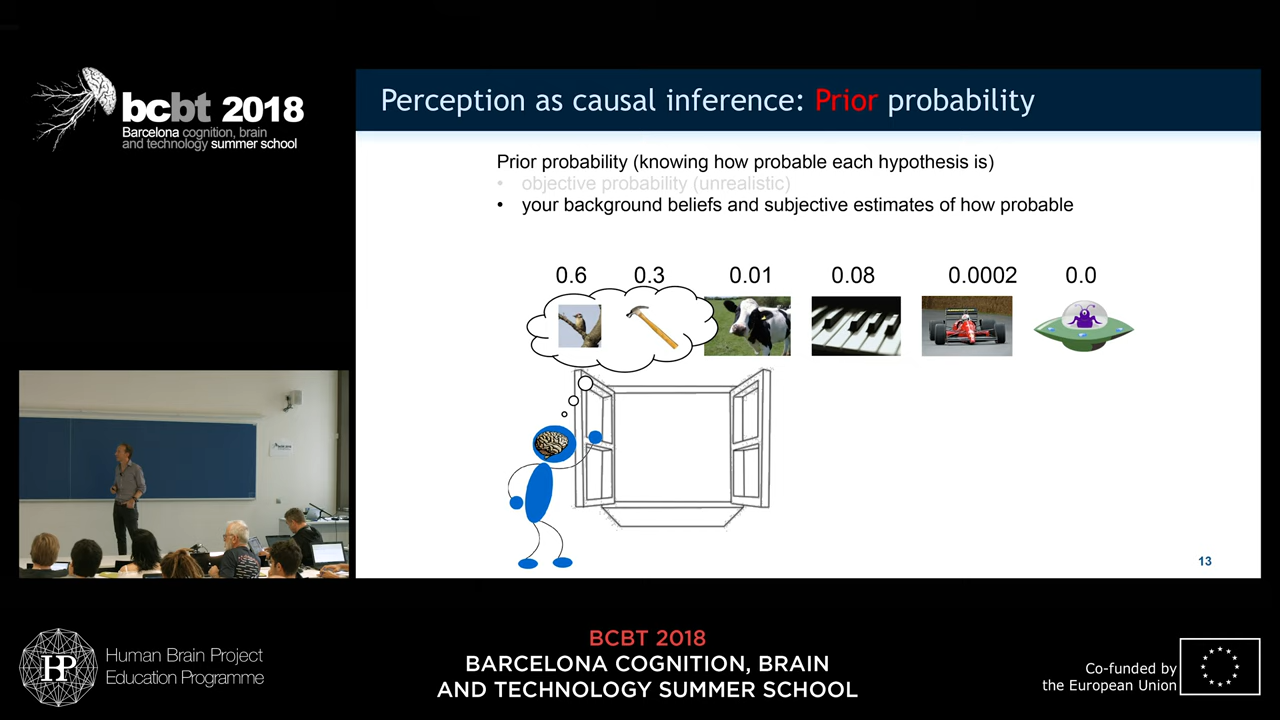 bcbt 2018
Barcelona cognition, brain
and technology summer school
Perception as causal inference: Prior probability
Prior probability (knowing how probable each hypothesis is)
• objective probability (unrealistic)
• your background beliefs and subjective estimates of how probable
0.6 0.3 0.01 0.08 0.0002 0.0
13
HP
Human Brain Project
Education Programme
BCBT 2018
BARCELONA COGNITION, BRAIN
AND TECHNOLOGY SUMMER SCHOOL
Co-funded by
the European Union